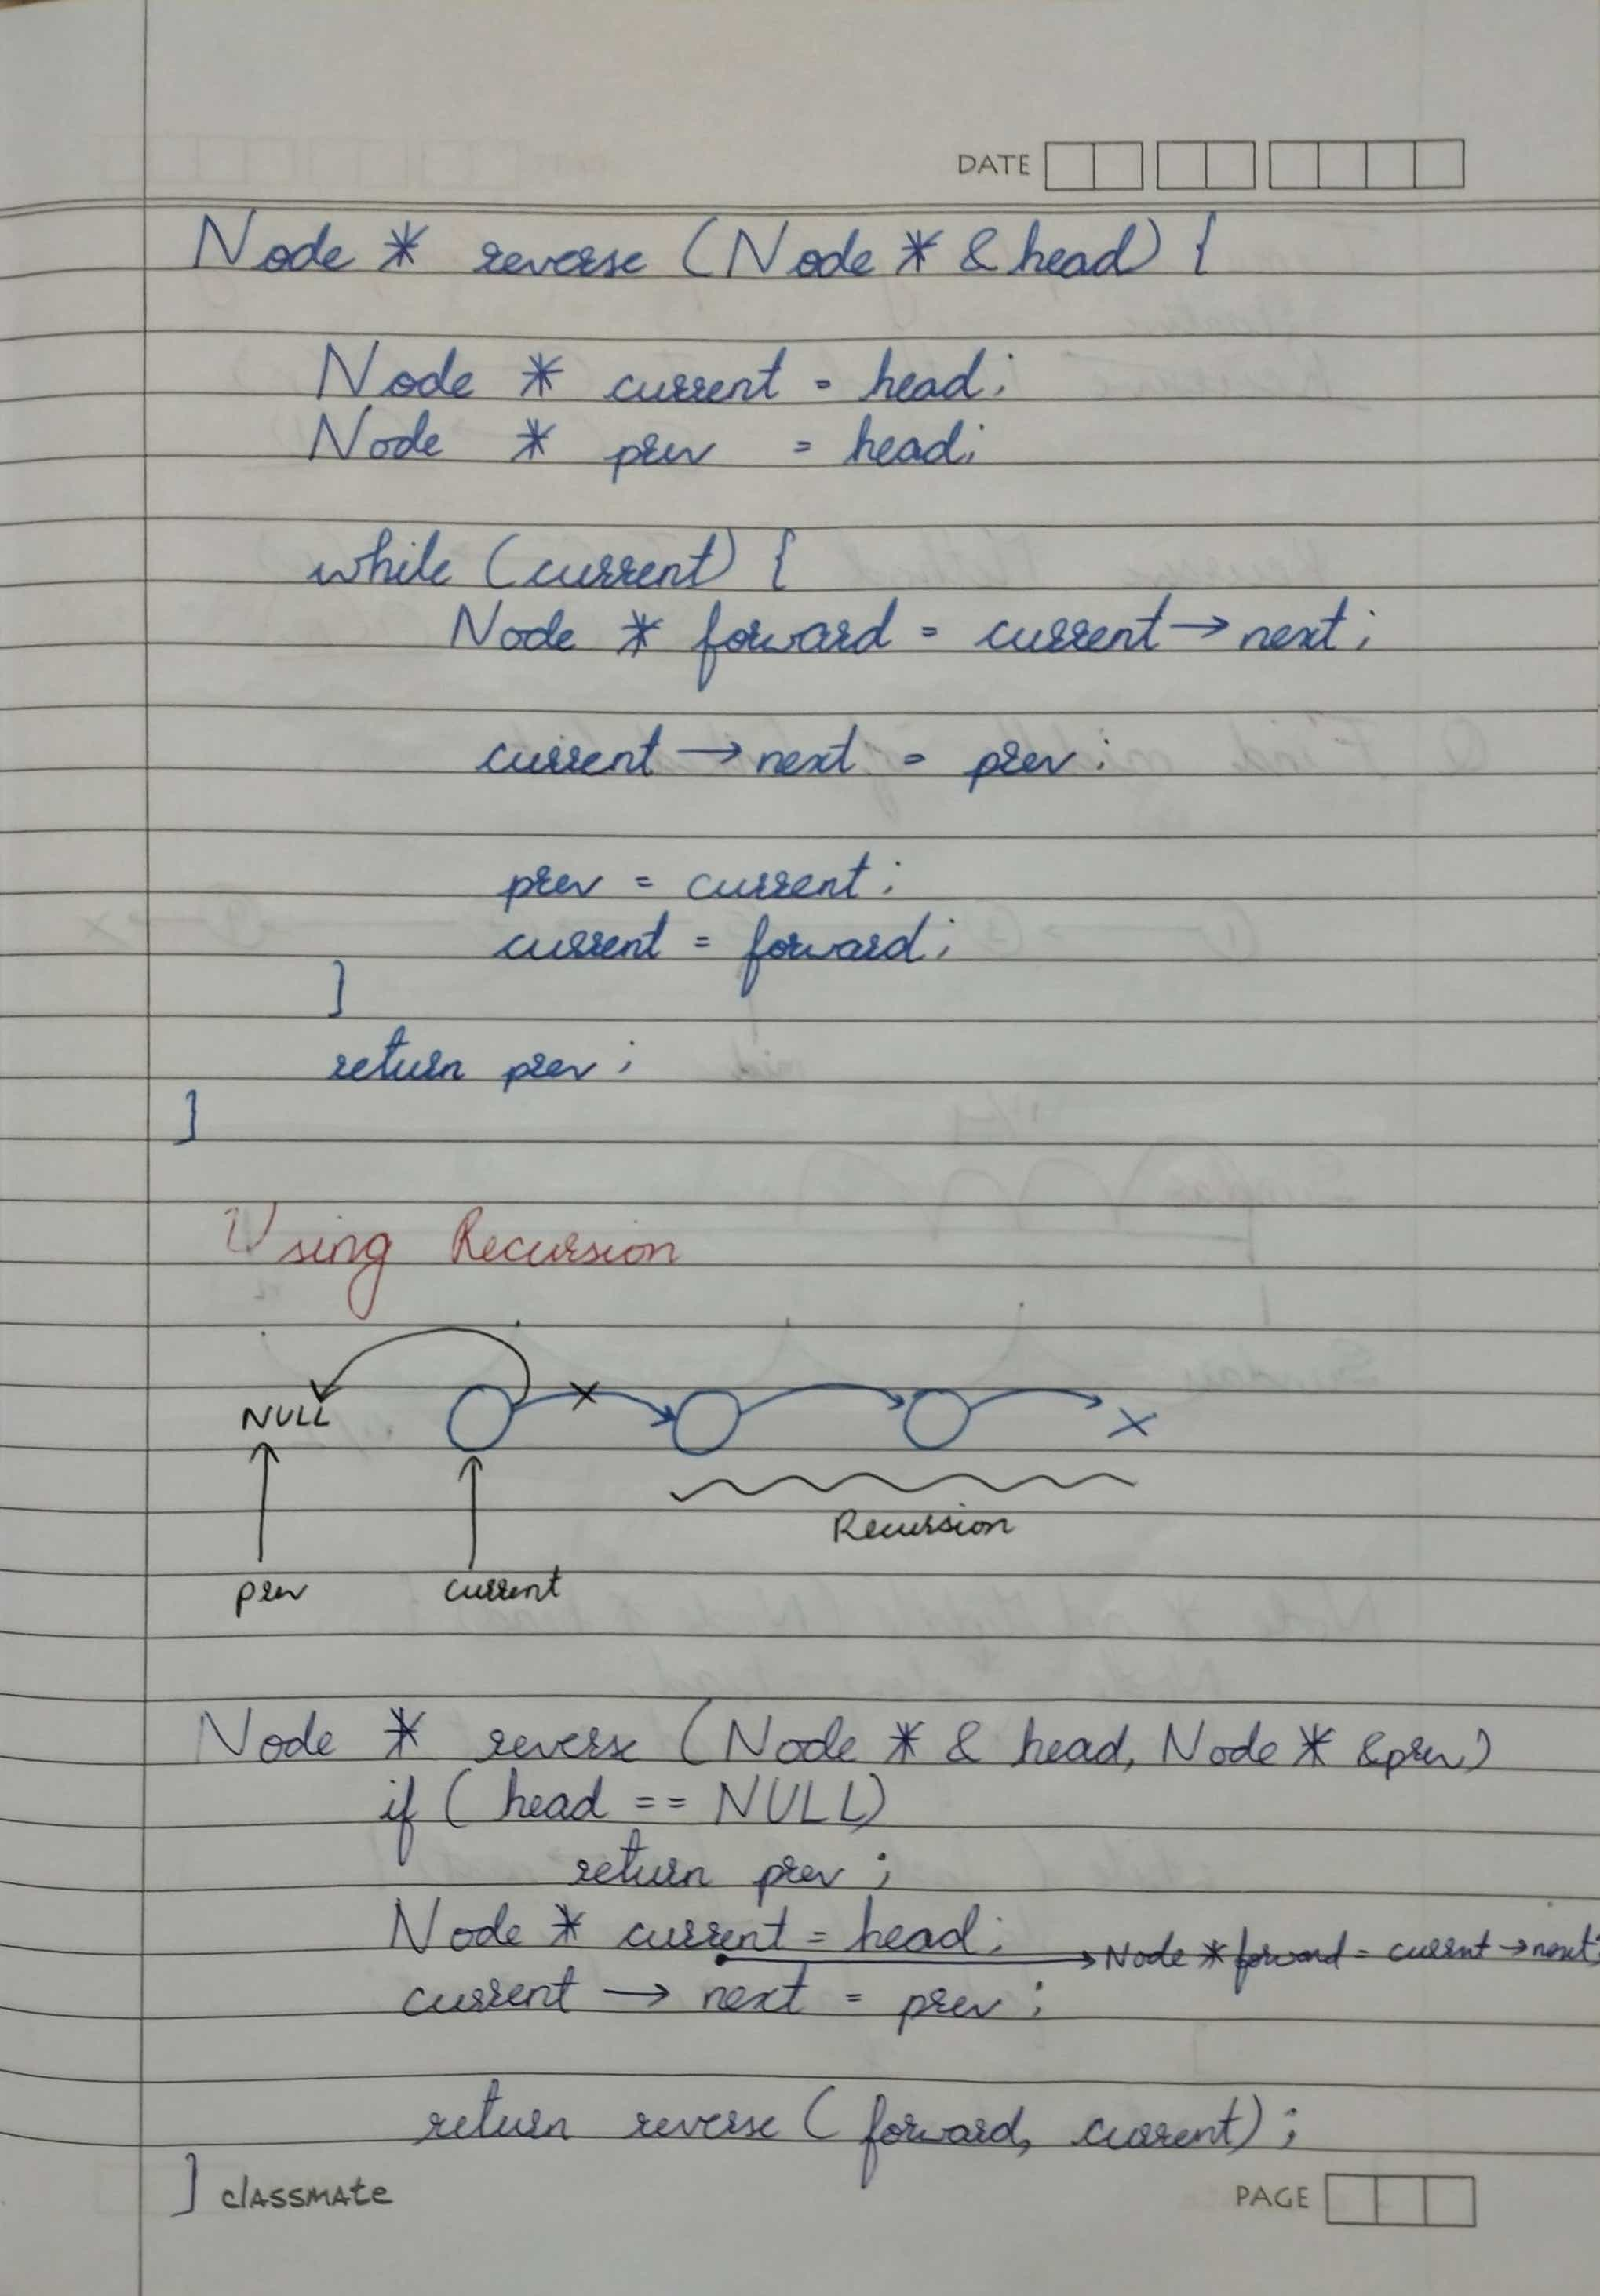 DATE
Node * reverse (Node * & head) {
Node * current = head;
Node * prev = head;
while (current) {
Node * forward = current → next;
current → next = prev;
prev = current;
current = forward;
}
return prev;
}
Using Recursion
NULL
Recursion
prev current
Node * reverse (Node * & head, Node * & prev)
if ( head == NULL)
return prev ;
Node * current = head;
Node * forward = current → next;
current → next = prev ;
return reverse ( forward, current) ;
}
classmate PAGE